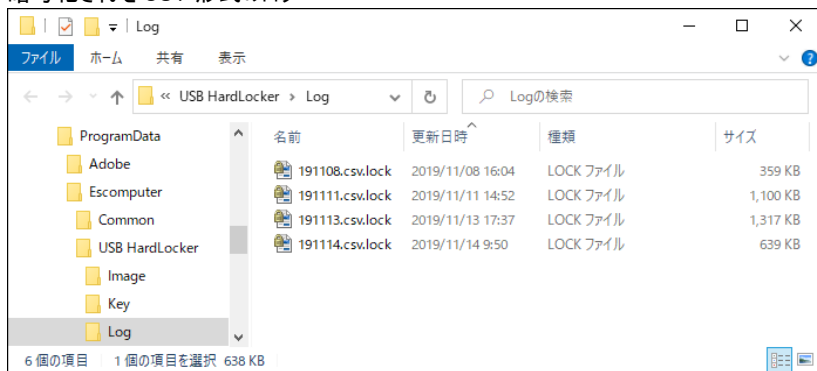 Log
ファイル ホーム 共有 表示
« USB HardLocker › Log Logの検索
ProgramData
Adobe
Escomputer
Common
USB HardLocker
Image
Key
Log
名前 更新日時 種類 サイズ
191108.csv.lock 2019/11/08 16:04 LOCK ファイル 359 KB
191111.csv.lock 2019/11/11 14:52 LOCK ファイル 1,100 KB
191113.csv.lock 2019/11/13 17:37 LOCK ファイル 1,317 KB
191114.csv.lock 2019/11/14 9:50 LOCK ファイル 639 KB
6 個の項目 1 個の項目を選択 638 KB